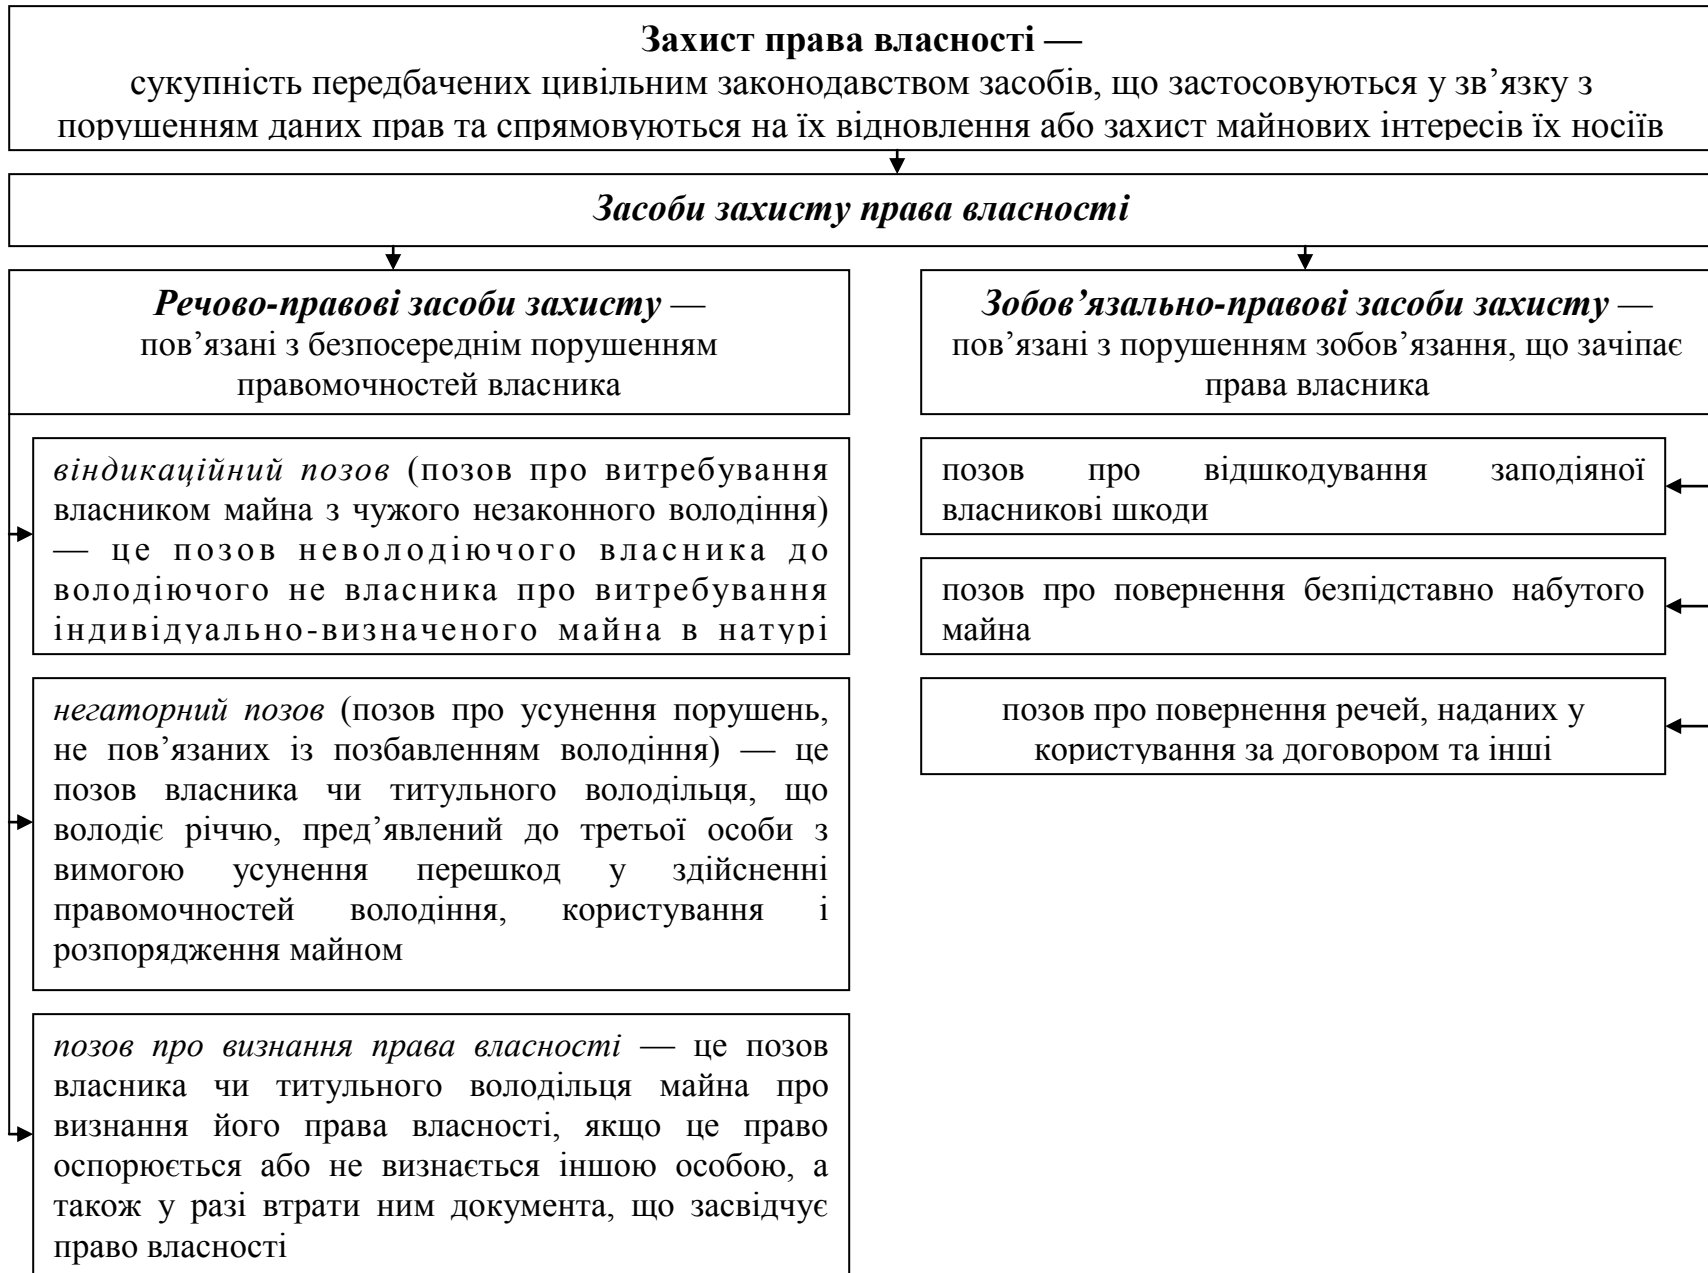 Захист права власності —
сукупність передбачених цивільним законодавством засобів, що застосовуються у зв’язку з
порушенням даних прав та спрямовуються на їх відновлення або захист майнових інтересів їх носіїв
Засоби захисту права власності
Речово-правові засоби захисту —
пов’язані з безпосереднім порушенням
правомочностей власника
віндикаційний позов (позов про витребування
власником майна з чужого незаконного володіння)
— це позов неволодіючого власника до
володіючого не власника про витребування
індивідуально-визначеного майна в натурі
негаторний позов (позов про усунення порушень,
не пов’язаних із позбавленням володіння) — це
позов власника чи титульного володільця, що
володіє річчю, пред’явлений до третьої особи з
вимогою усунення перешкод у здійсненні
правомочностей володіння, користування і
розпорядження майном
позов про визнання права власності — це позов
власника чи титульного володільця майна про
визнання його права власності, якщо це право
оспорюється або не визнається іншою особою, а
також у разі втрати ним документа, що засвідчує
право власності
Зобов’язально-правові засоби захисту —
пов’язані з порушенням зобов’язання, що зачіпає
права власника
позов про відшкодування заподіяної
власникові шкоди
позов про повернення безпідставно набутого
майна
позов про повернення речей, наданих у
користування за договором та інші